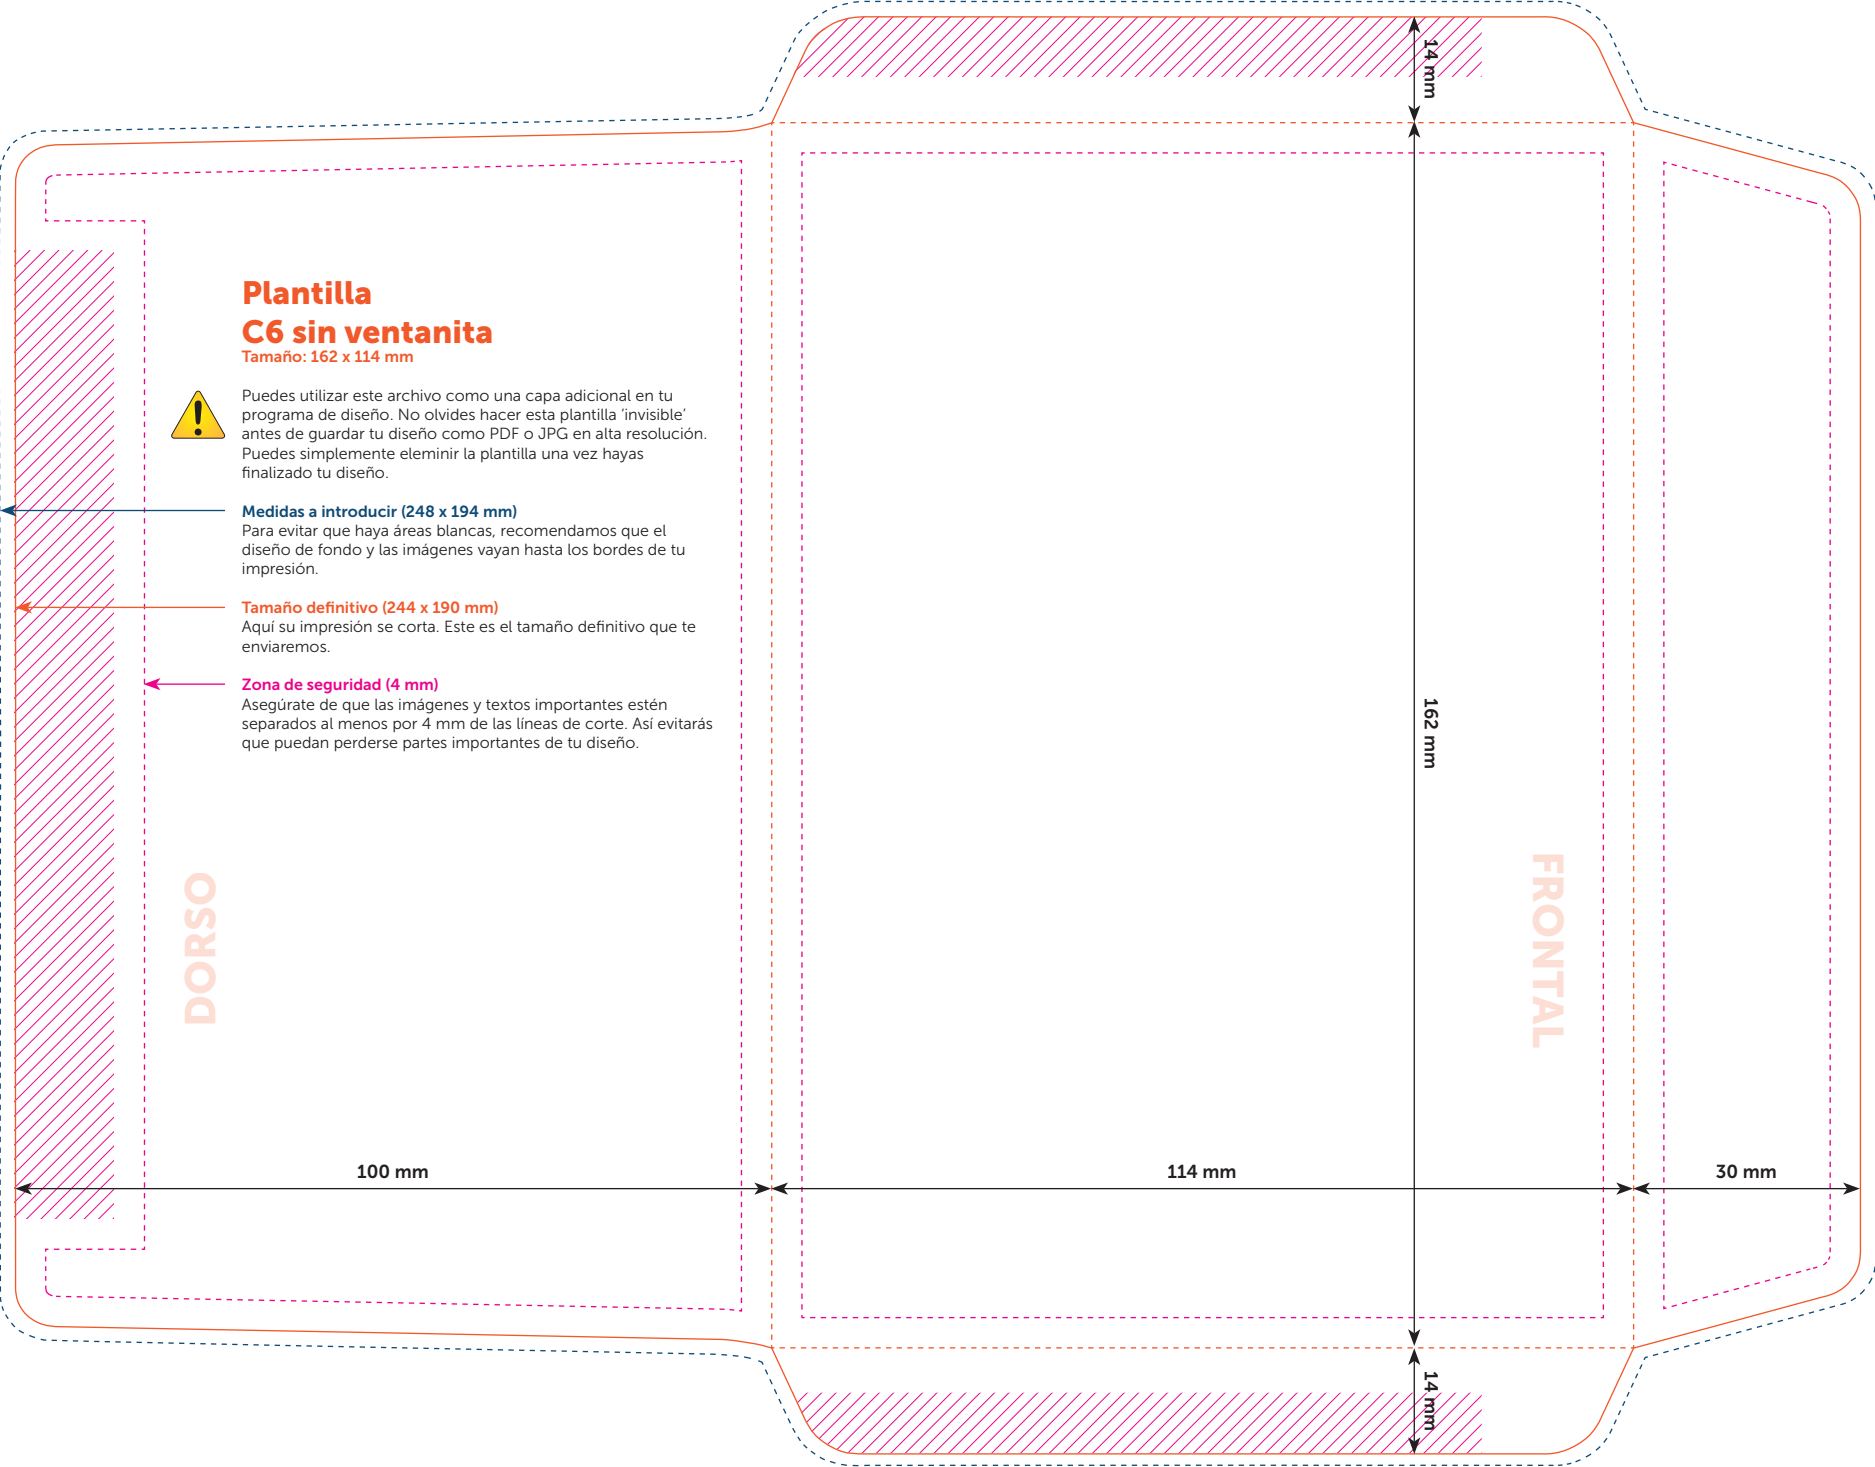 14 mm
Plantilla
C6 sin ventanita
Tamaño: 162 x 114 mm
Puedes utilizar este archivo como una capa adicional en tu
programa de diseño. No olvides hacer esta plantilla ‘invisible’
antes de guardar tu diseño como PDF o JPG en alta resolución.
Puedes simplemente eleminir la plantilla una vez hayas
finalizado tu diseño.
Medidas a introducir (248 x 194 mm)
Para evitar que haya áreas blancas, recomendamos que el
diseño de fondo y las imágenes vayan hasta los bordes de tu
impresión.
Tamaño definitivo (244 x 190 mm)
Aquí su impresión se corta. Este es el tamaño definitivo que te
enviaremos.
Zona de seguridad (4 mm)
Asegúrate de que las imágenes y textos importantes estén
separados al menos por 4 mm de las líneas de corte. Así evitarás
que puedan perderse partes importantes de tu diseño.
162 mm
DORSO
FRONTAL
100 mm
114 mm
30 mm
14 mm